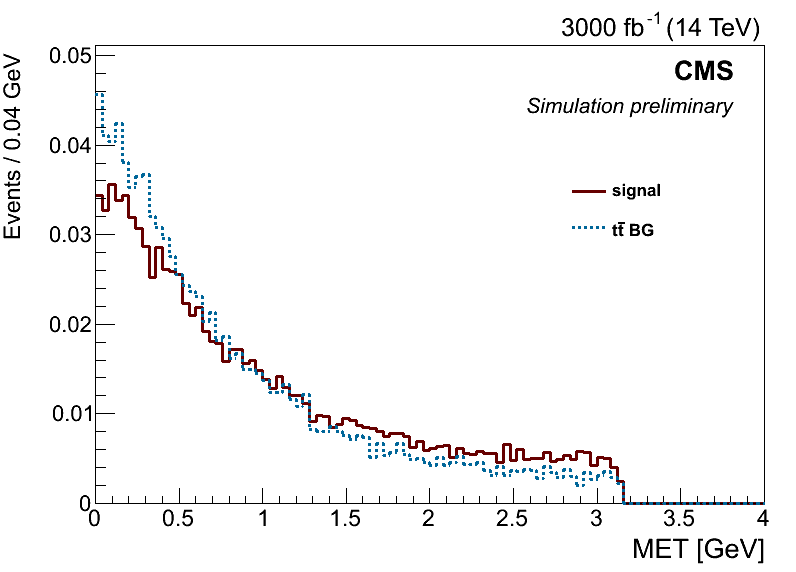 3000 fb⁻¹ (14 TeV)
CMS
Simulation preliminary
signal
tt̄ BG
Events / 0.04 GeV
0.05
0.04
0.03
0.02
0.01
0
0 0.5 1 1.5 2 2.5 3 3.5 4
MET [GeV]